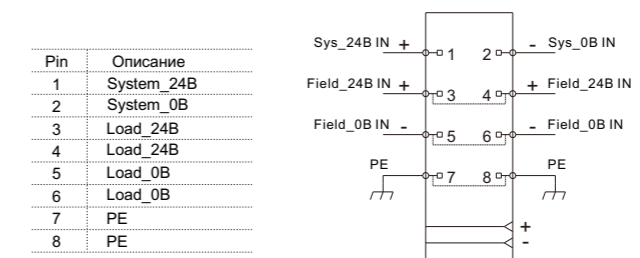 Pin Описание
1 System_24В
2 System_0В
3 Load_24В
4 Load_24В
5 Load_0В
6 Load_0В
7 PE
8 PE
Sys_24В IN + 1 2 - Sys_0В IN
Field_24В IN + 3 4 + Field_24В IN
Field_0В IN - 5 6 - Field_0В IN
PE 7 8 PE
+
-